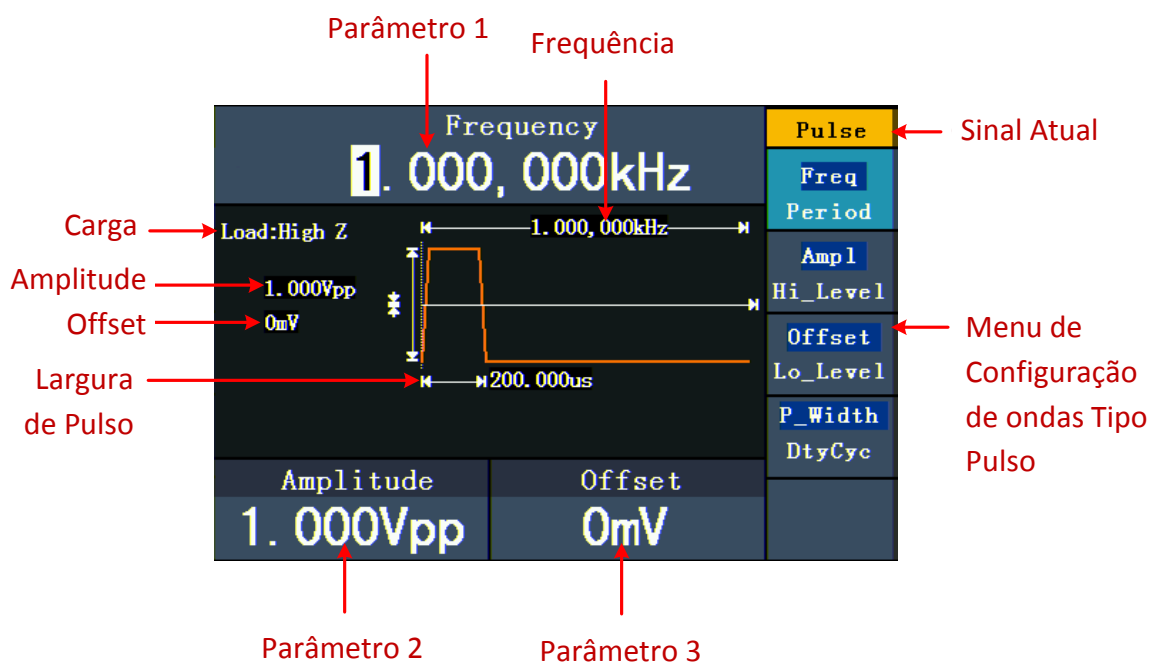 Parâmetro 1
Frequência
Frequency
1.000,000kHz
Pulse
Sinal Atual
Freq
Period
Carga
Load:High Z
1.000,000kHz
Amplitude
1.000Vpp
Ampl
Hi_Level
Offset
0mV
Offset
Lo_Level
Menu de
Configuração
de ondas Tipo
Pulso
Largura
de Pulso
200.000us
P_Width
DtyCyc
Amplitude
Offset
1.000Vpp
0mV
Parâmetro 2
Parâmetro 3